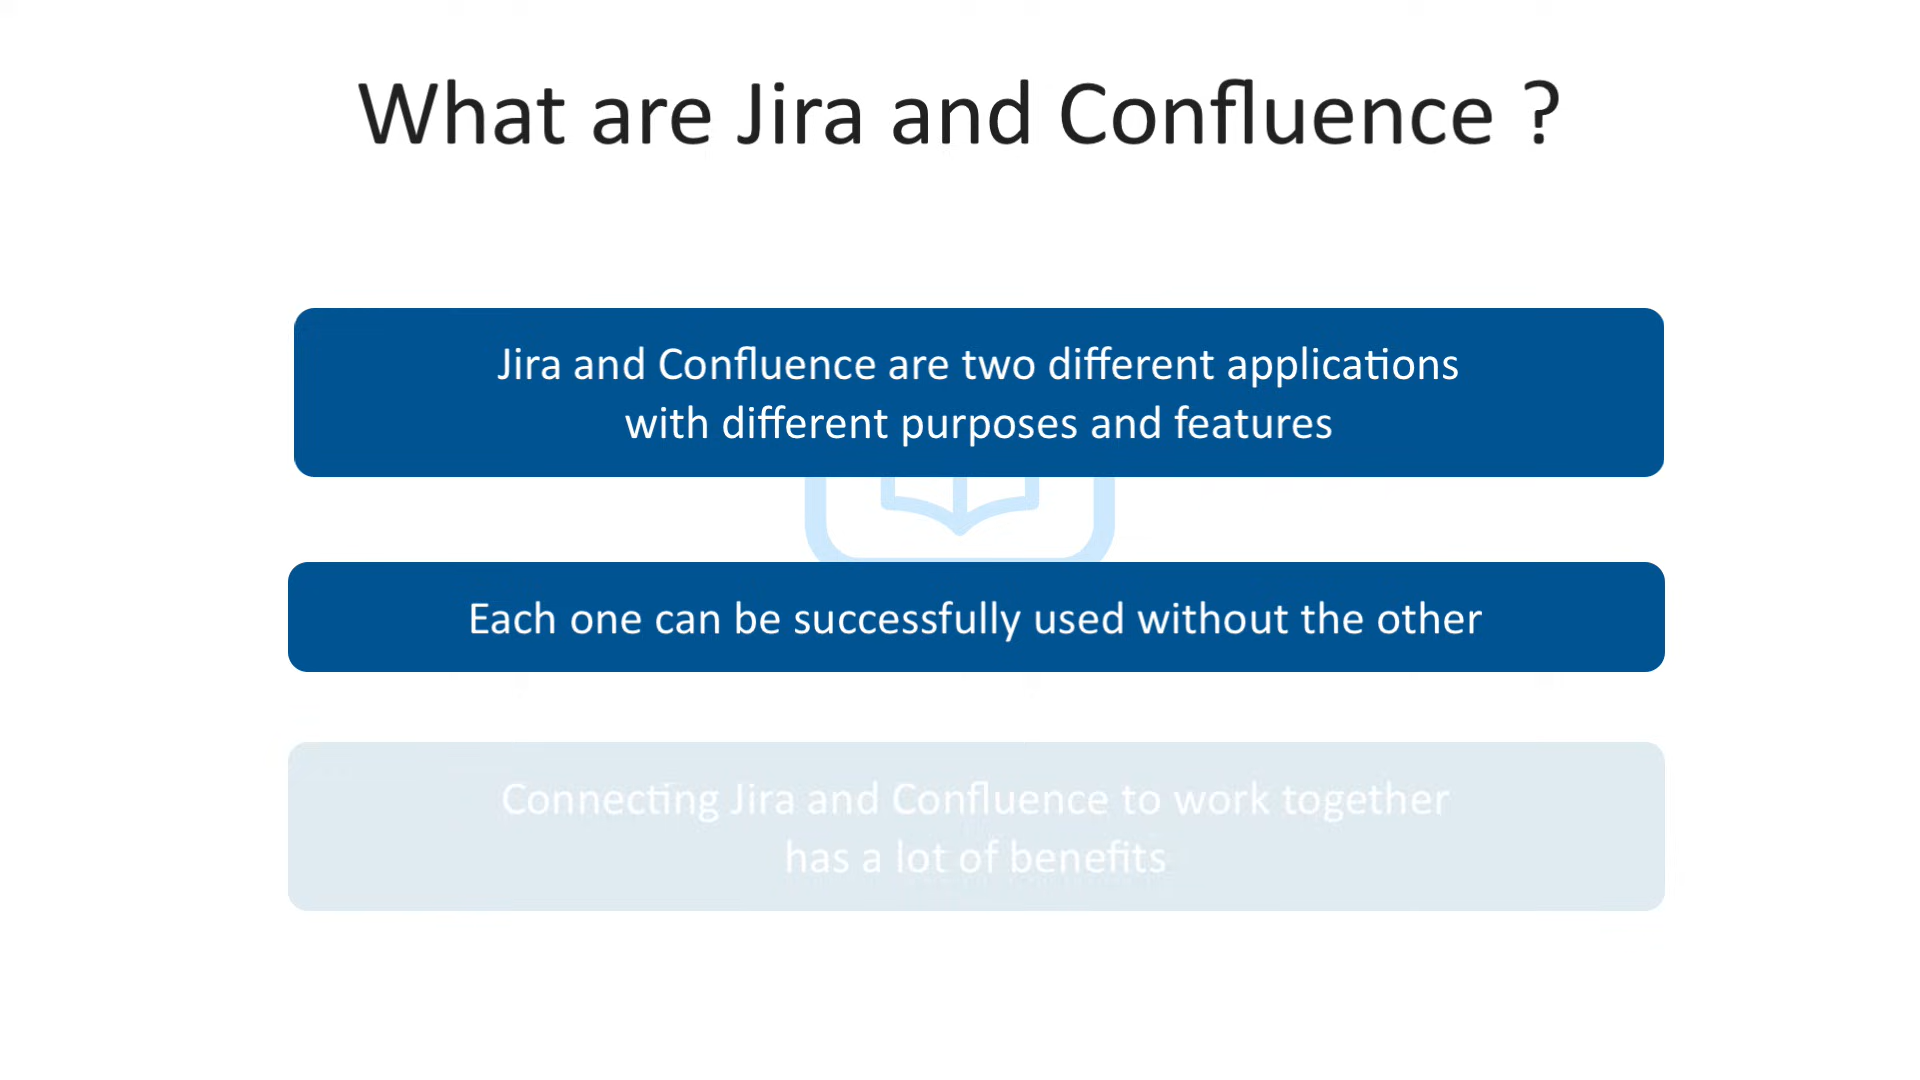 What are Jira and Confluence ?
Jira and Confluence are two different applications
with different purposes and features
Each one can be successfully used without the other
Connecting Jira and Confluence to work together
has a lot of benefits